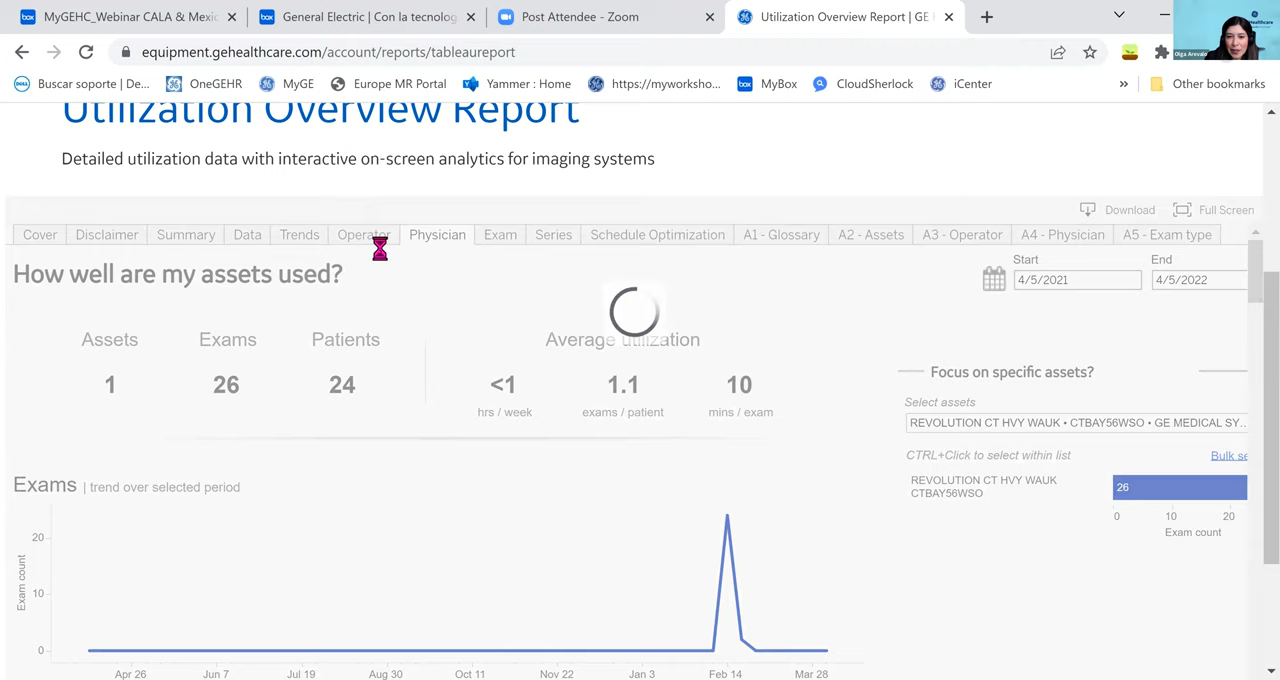 MyGEHC_Webinar CALA & Mexic
General Electric | Con la tecnolog
Post Attendee - Zoom
Utilization Overview Report | GE
equipment.gehealthcare.com/account/reports/tableaureport
Olga Arevalo
Buscar soporte | De...
OneGEHR
MyGE
Europe MR Portal
Yammer : Home
https://myworksho...
MyBox
CloudSherlock
iCenter
»
Other bookmarks
Utilization Overview Report
Detailed utilization data with interactive on-screen analytics for imaging systems
Download
Full Screen
Cover
Disclaimer
Summary
Data
Trends
Operator
Physician
Exam
Series
Schedule Optimization
A1 - Glossary
A2 - Assets
A3 - Operator
A4 - Physician
A5 - Exam type
How well are my assets used?
Start
End
4/5/2021
4/5/2022
Assets
Exams
Patients
Average utilization
1
26
24
<1
1.1
10
hrs / week
exams / patient
mins / exam
Focus on specific assets?
Select assets
REVOLUTION CT HVY WAUK • CTBAY56WSO • GE MEDICAL SY...
CTRL+Click to select within list
Bulk se
REVOLUTION CT HVY WAUK
CTBAY56WSO
26
0
10
20
Exam count
Exams | trend over selected period
20
10
0
Exam count
Apr 26
Jun 7
Jul 19
Aug 30
Oct 11
Nov 22
Jan 3
Feb 14
Mar 28